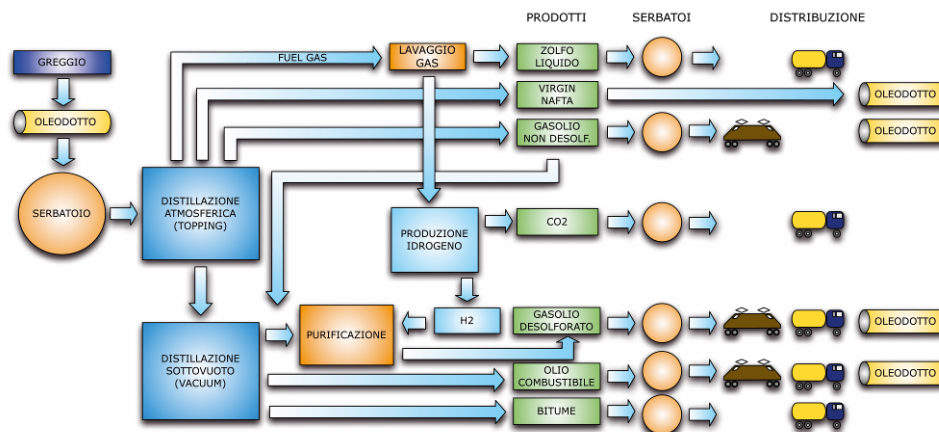 PRODOTTI
SERBATOI
DISTRIBUZIONE
GREGGIO
FUEL GAS
LAVAGGIO
GAS
ZOLFO
LIQUIDO
VIRGIN
NAFTA
OLEODOTTO
OLEODOTTO
GASOLIO
NON DESOLF.
OLEODOTTO
SERBATOIO
DISTILLAZIONE
ATMOSFERICA
(TOPPING)
PRODUZIONE
IDROGENO
CO2
DISTILLAZIONE
SOTTOVUOTO
(VACUUM)
PURIFICAZIONE
H2
GASOLIO
DESOLFORATO
OLEODOTTO
OLIO
COMBUSTIBILE
OLEODOTTO
BITUME